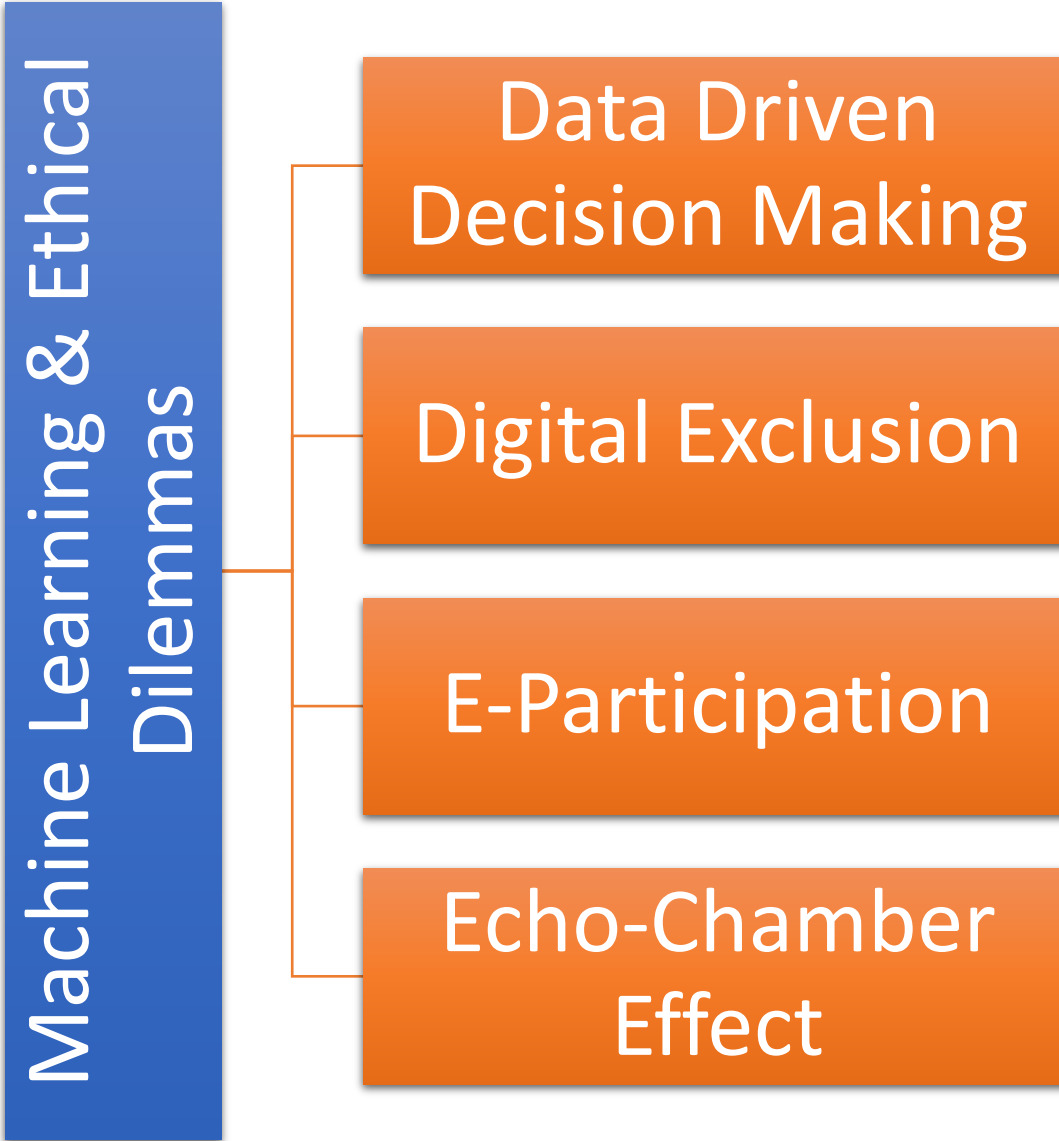 Machine Learning & Ethical
Dilemmas
Data Driven
Decision Making
Digital Exclusion
E-Participation
Echo-Chamber
Effect